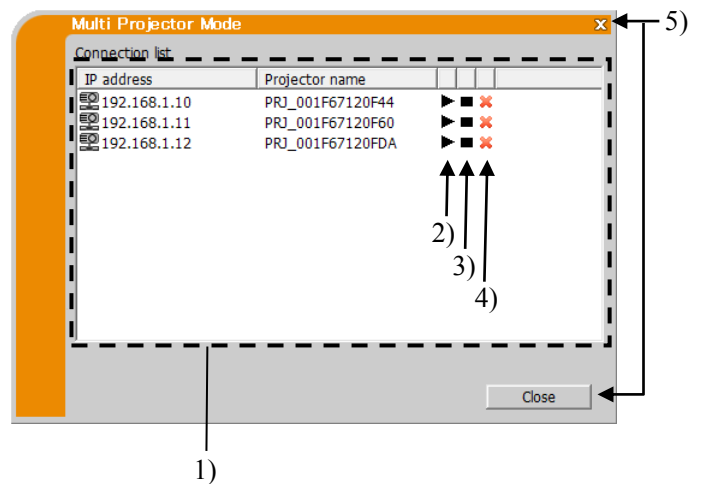 Multi Projector Mode
5)
Connection list
IP address Projector name
192.168.1.10 PRJ_001F67120F44
192.168.1.11 PRJ_001F67120F60
192.168.1.12 PRJ_001F67120FDA
2)
3)
4)
Close
1)